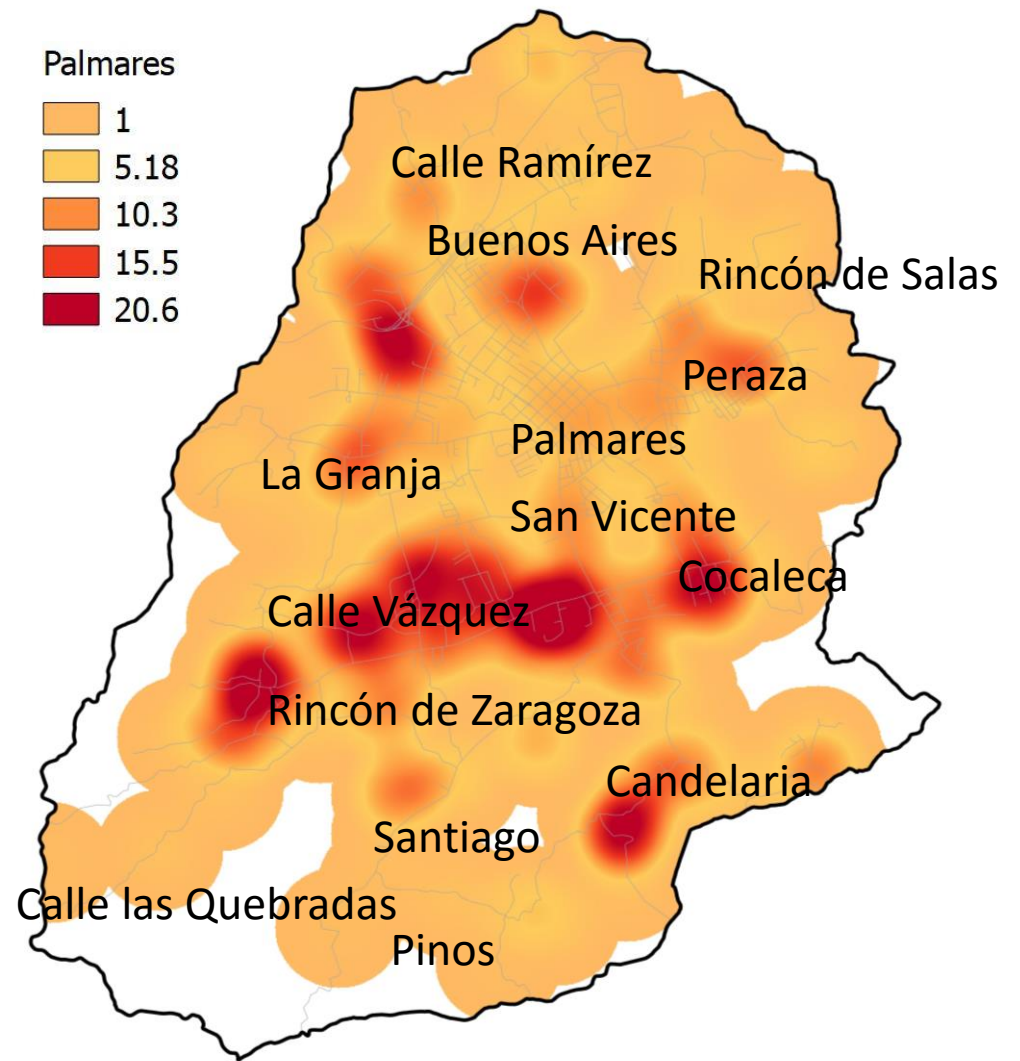 Palmares
1
5.18
10.3
15.5
20.6
Calle Ramírez
Buenos Aires
Rincón de Salas
Peraza
Palmares
La Granja
San Vicente
Cocaleca
Calle Vázquez
Rincón de Zaragoza
Candelaria
Santiago
Calle las Quebradas
Pinos